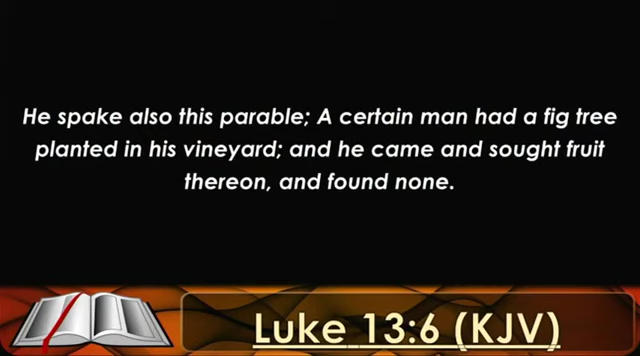 He spake also this parable; A certain man had a fig tree
planted in his vineyard; and he came and sought fruit
thereon, and found none.
Luke 13:6 (KJV)